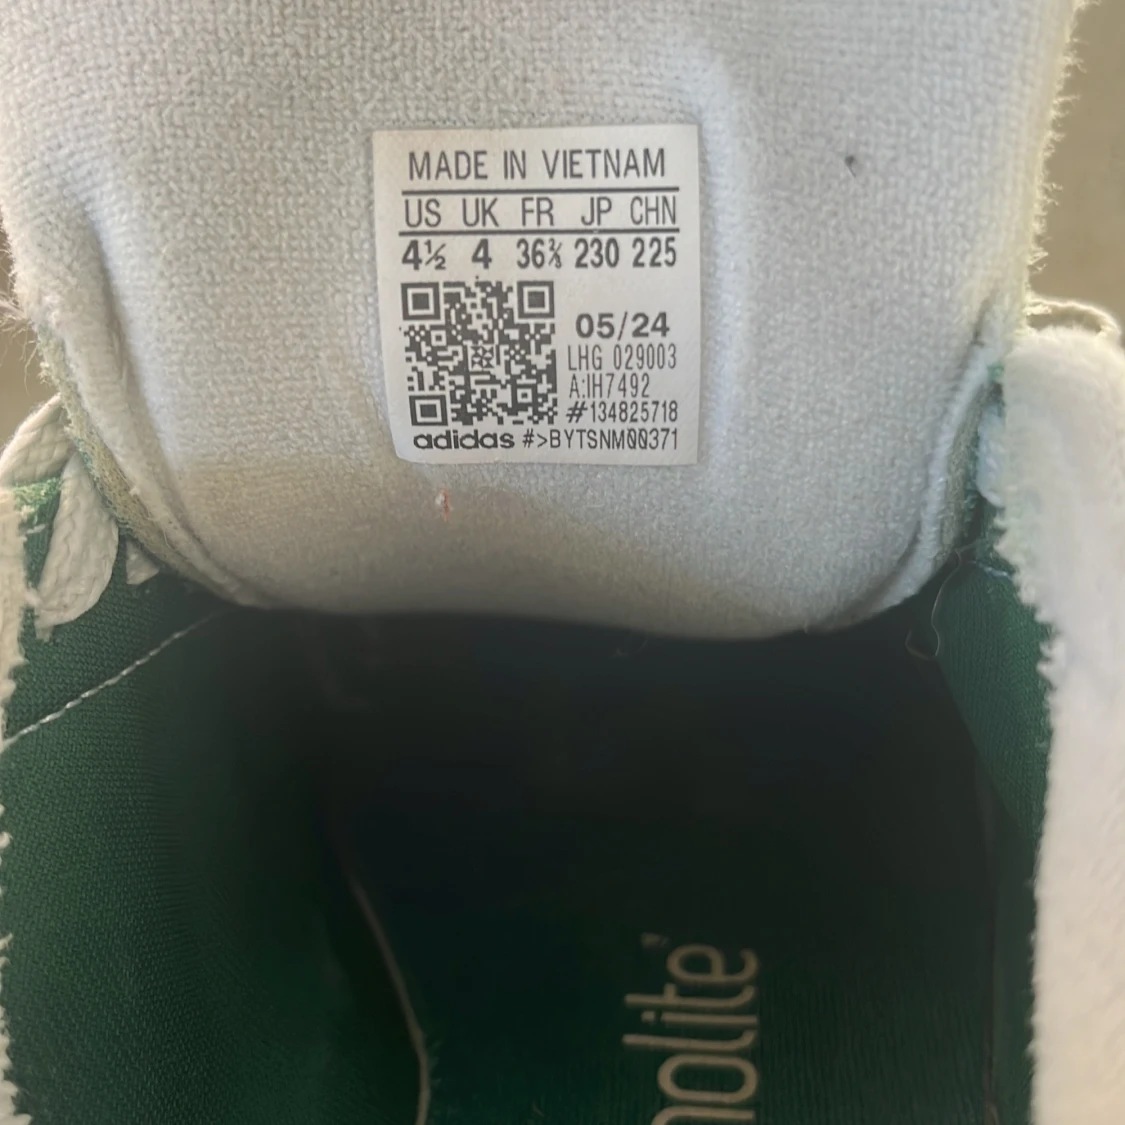 MADE IN VIETNAM
US UK FR JP CHN
4½ 4 36⅔ 230 225
05/24
LHG 029003
A:IH7492
#134825718
adidas #>BYTSNM00371
nolite